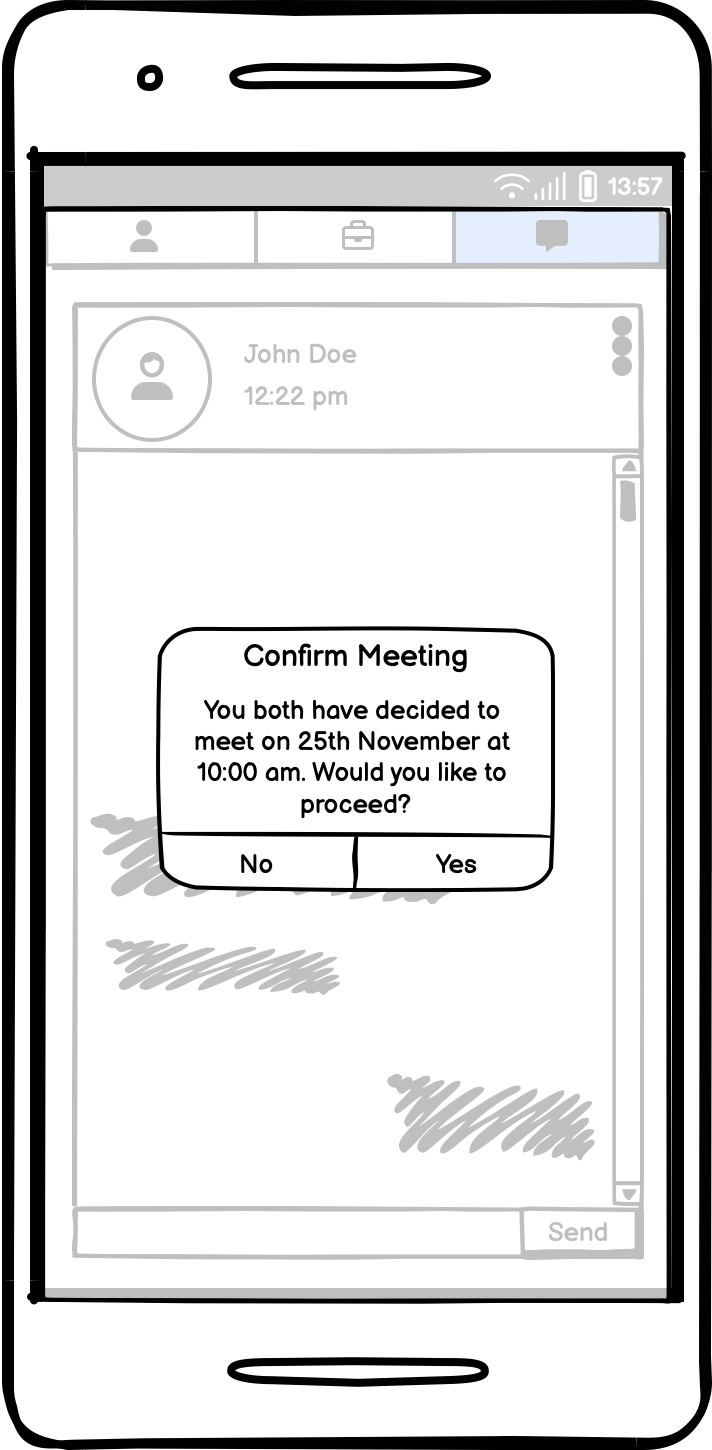 13:57
John Doe
12:22 pm
Confirm Meeting
You both have decided to
meet on 25th November at
10:00 am. Would you like to
proceed?
No
Yes
Send